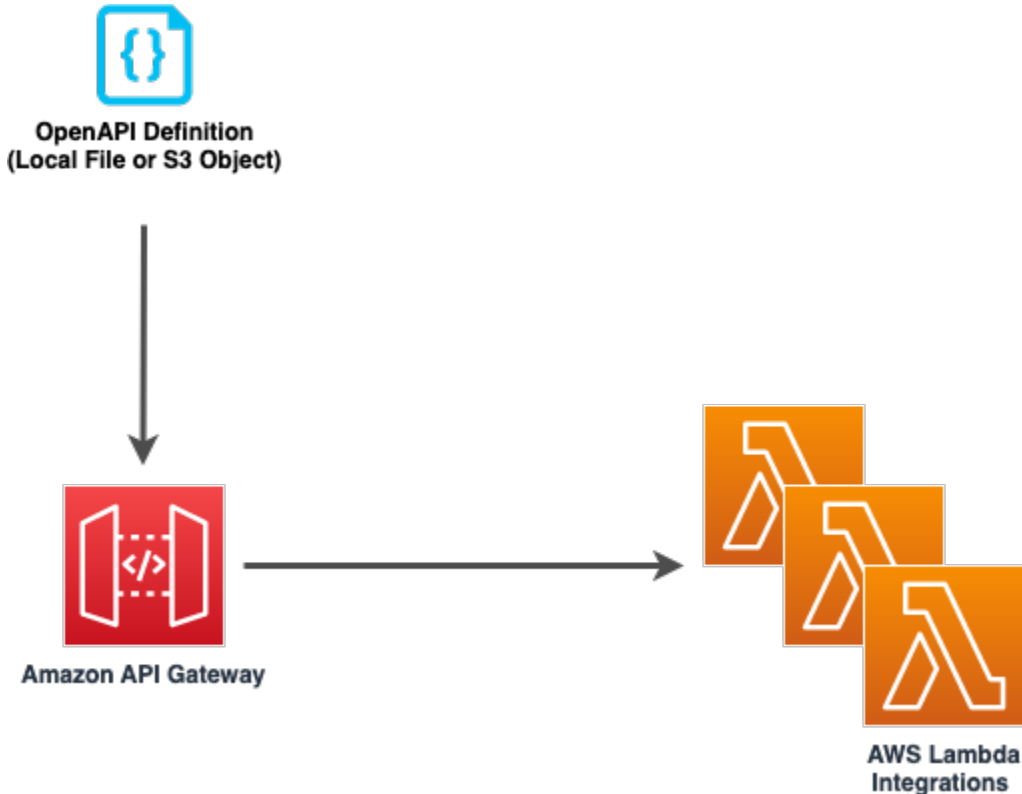 {}
OpenAPI Definition
(Local File or S3 Object)
</>
Amazon API Gateway
AWS Lambda
Integrations